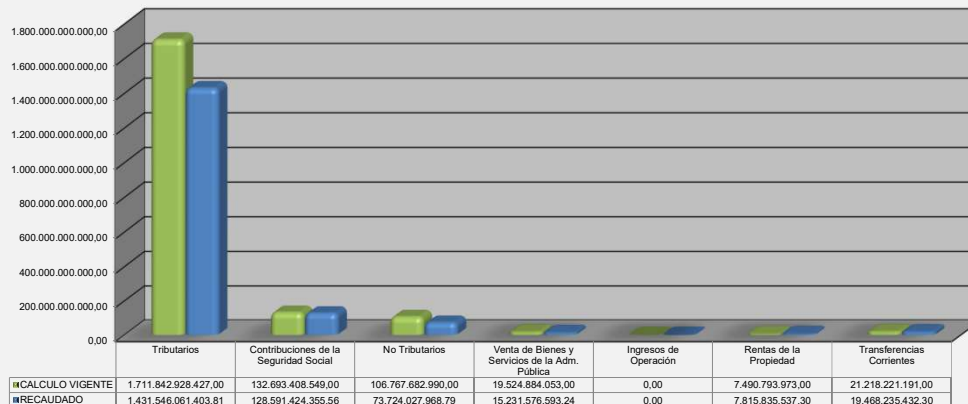 1.800.000.000.000,00
1.600.000.000.000,00
1.400.000.000.000,00
1.200.000.000.000,00
1.000.000.000.000,00
800.000.000.000,00
600.000.000.000,00
400.000.000.000,00
200.000.000.000,00
0,00
Tributarios
Contribuciones de la
Seguridad Social
No Tributarios
Venta de Bienes y
Servicios de la Adm.
Pública
Ingresos de
Operación
Rentas de la
Propiedad
Transferencias
Corrientes
CALCULO VIGENTE 1.711.842.928.427,00 132.693.408.549,00 106.767.682.990,00 19.524.884.053,00 0,00 7.490.793.973,00 21.218.221.191,00
RECAUDADO 1.431.546.061.403,81 128.591.424.355,56 73.724.027.968,79 15.231.576.593,24 0,00 7.815.835.537,30 19.468.235.432,30